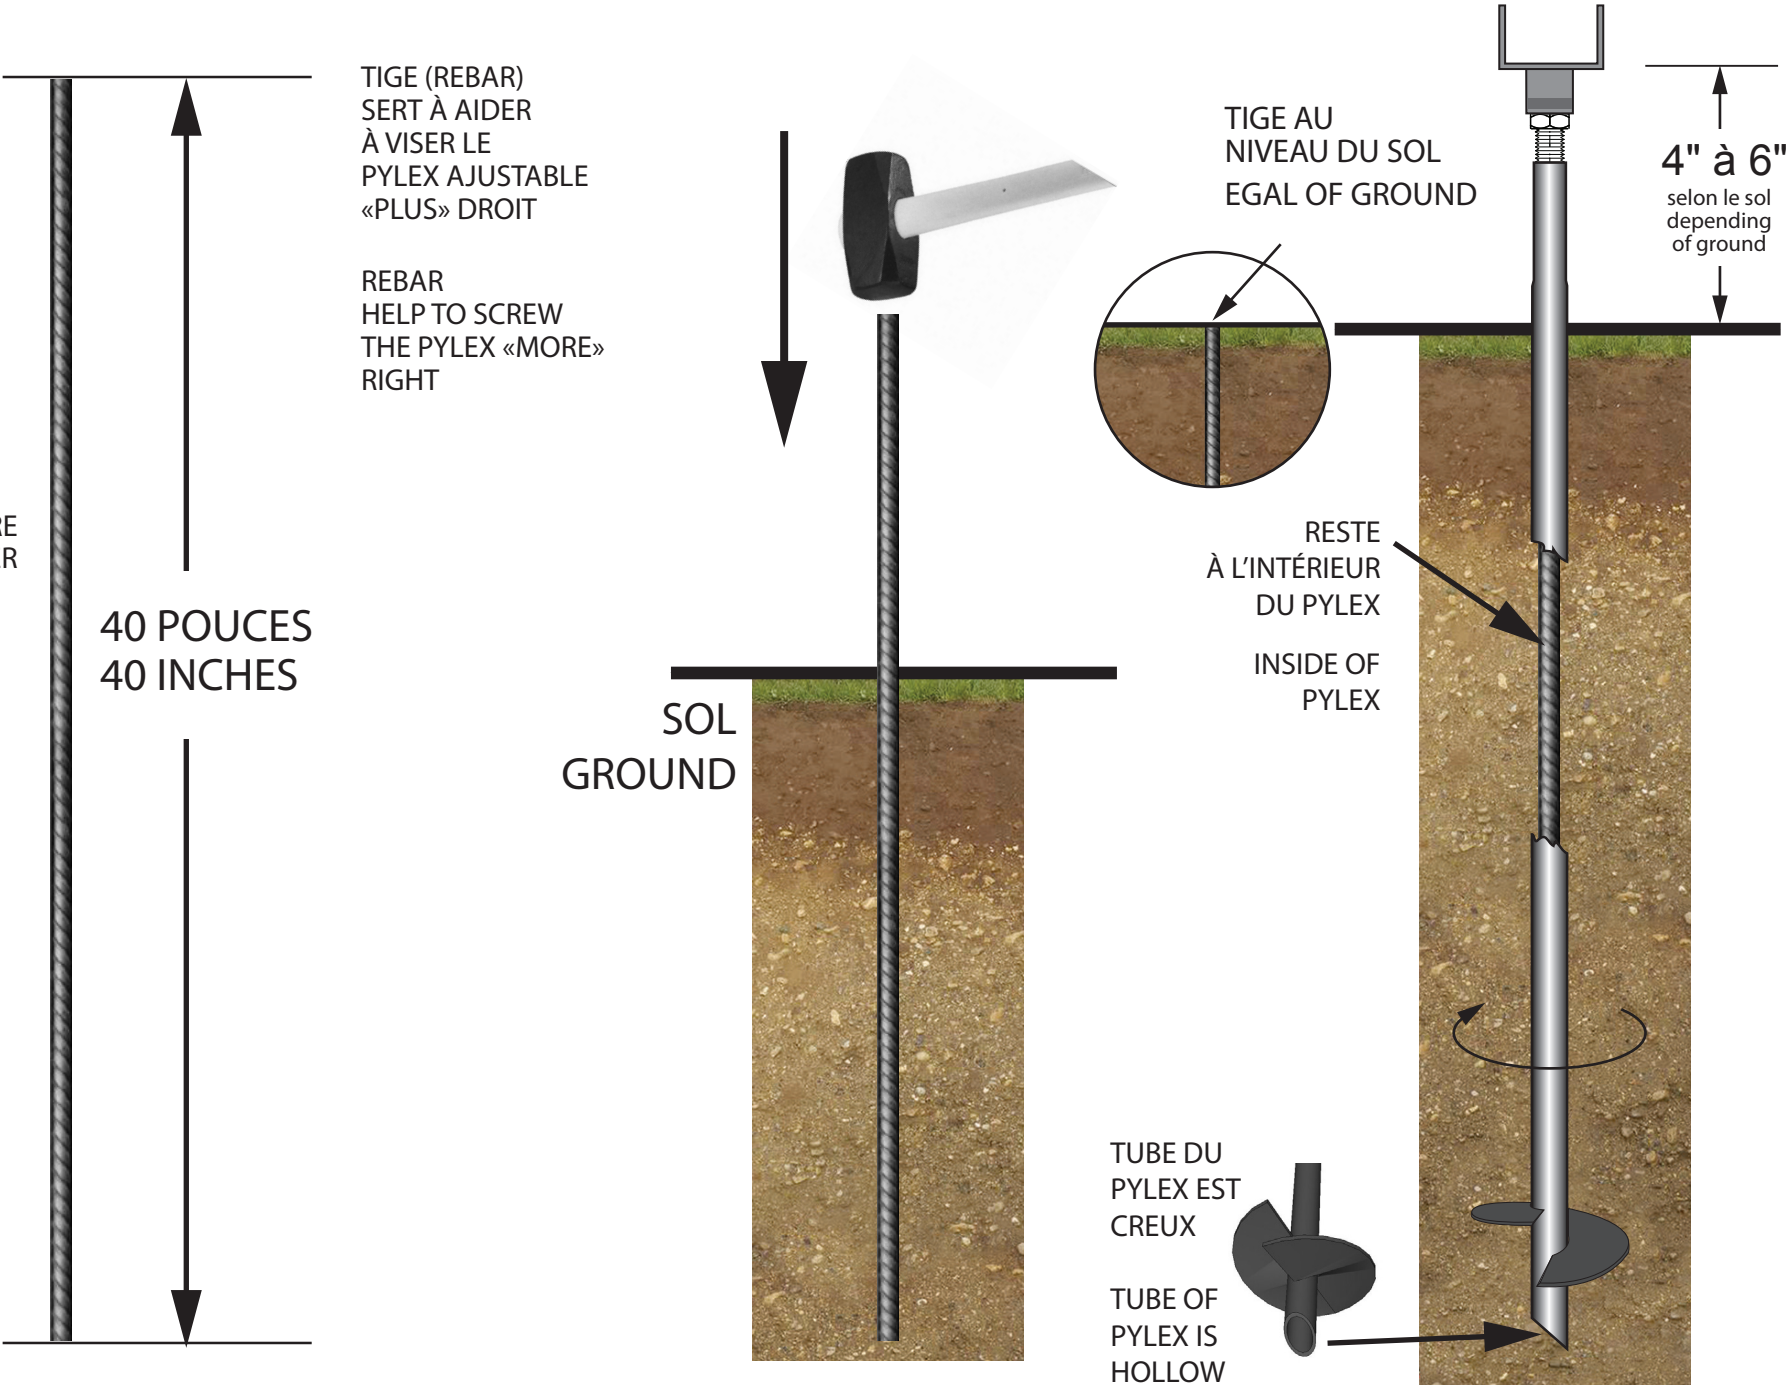 TIGE (REBAR)
SERT À AIDER
À VISER LE
PYLEX AJUSTABLE
«PLUS» DROIT
REBAR
HELP TO SCREW
THE PYLEX «MORE»
RIGHT
40 POUCES
40 INCHES
SOL
GROUND
TIGE AU
NIVEAU DU SOL
EGAL OF GROUND
4" à 6"
selon le sol
depending
of ground
RESTE
À L'INTÉRIEUR
DU PYLEX
INSIDE OF
PYLEX
TUBE DU
PYLEX EST
CREUX
TUBE OF
PYLEX IS
HOLLOW